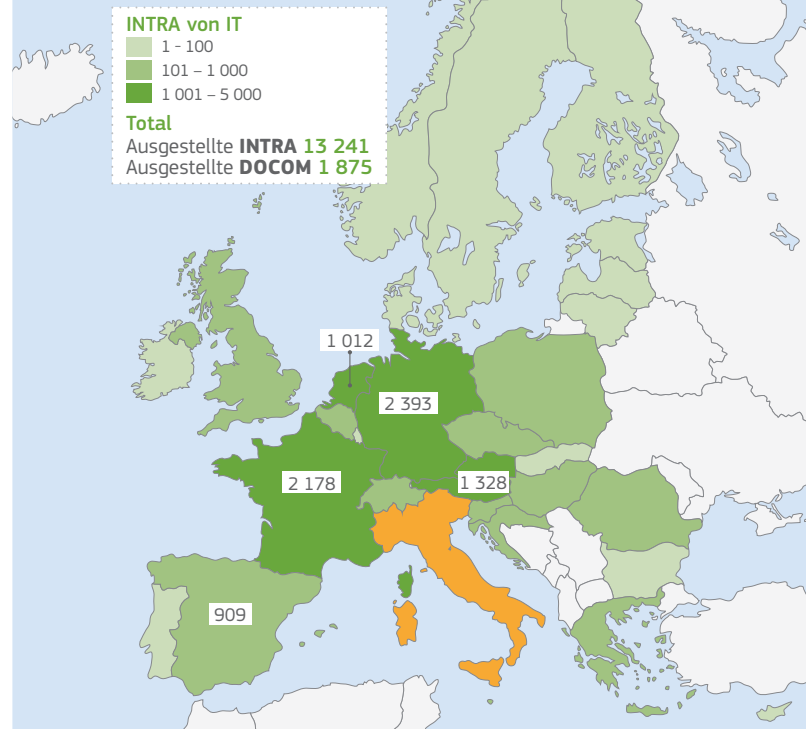 INTRA von IT
1 - 100
101 – 1 000
1 001 – 5 000
Total
Ausgestellte INTRA 13 241
Ausgestellte DOCOM 1 875
1 012
2 393
2 178
1 328
909